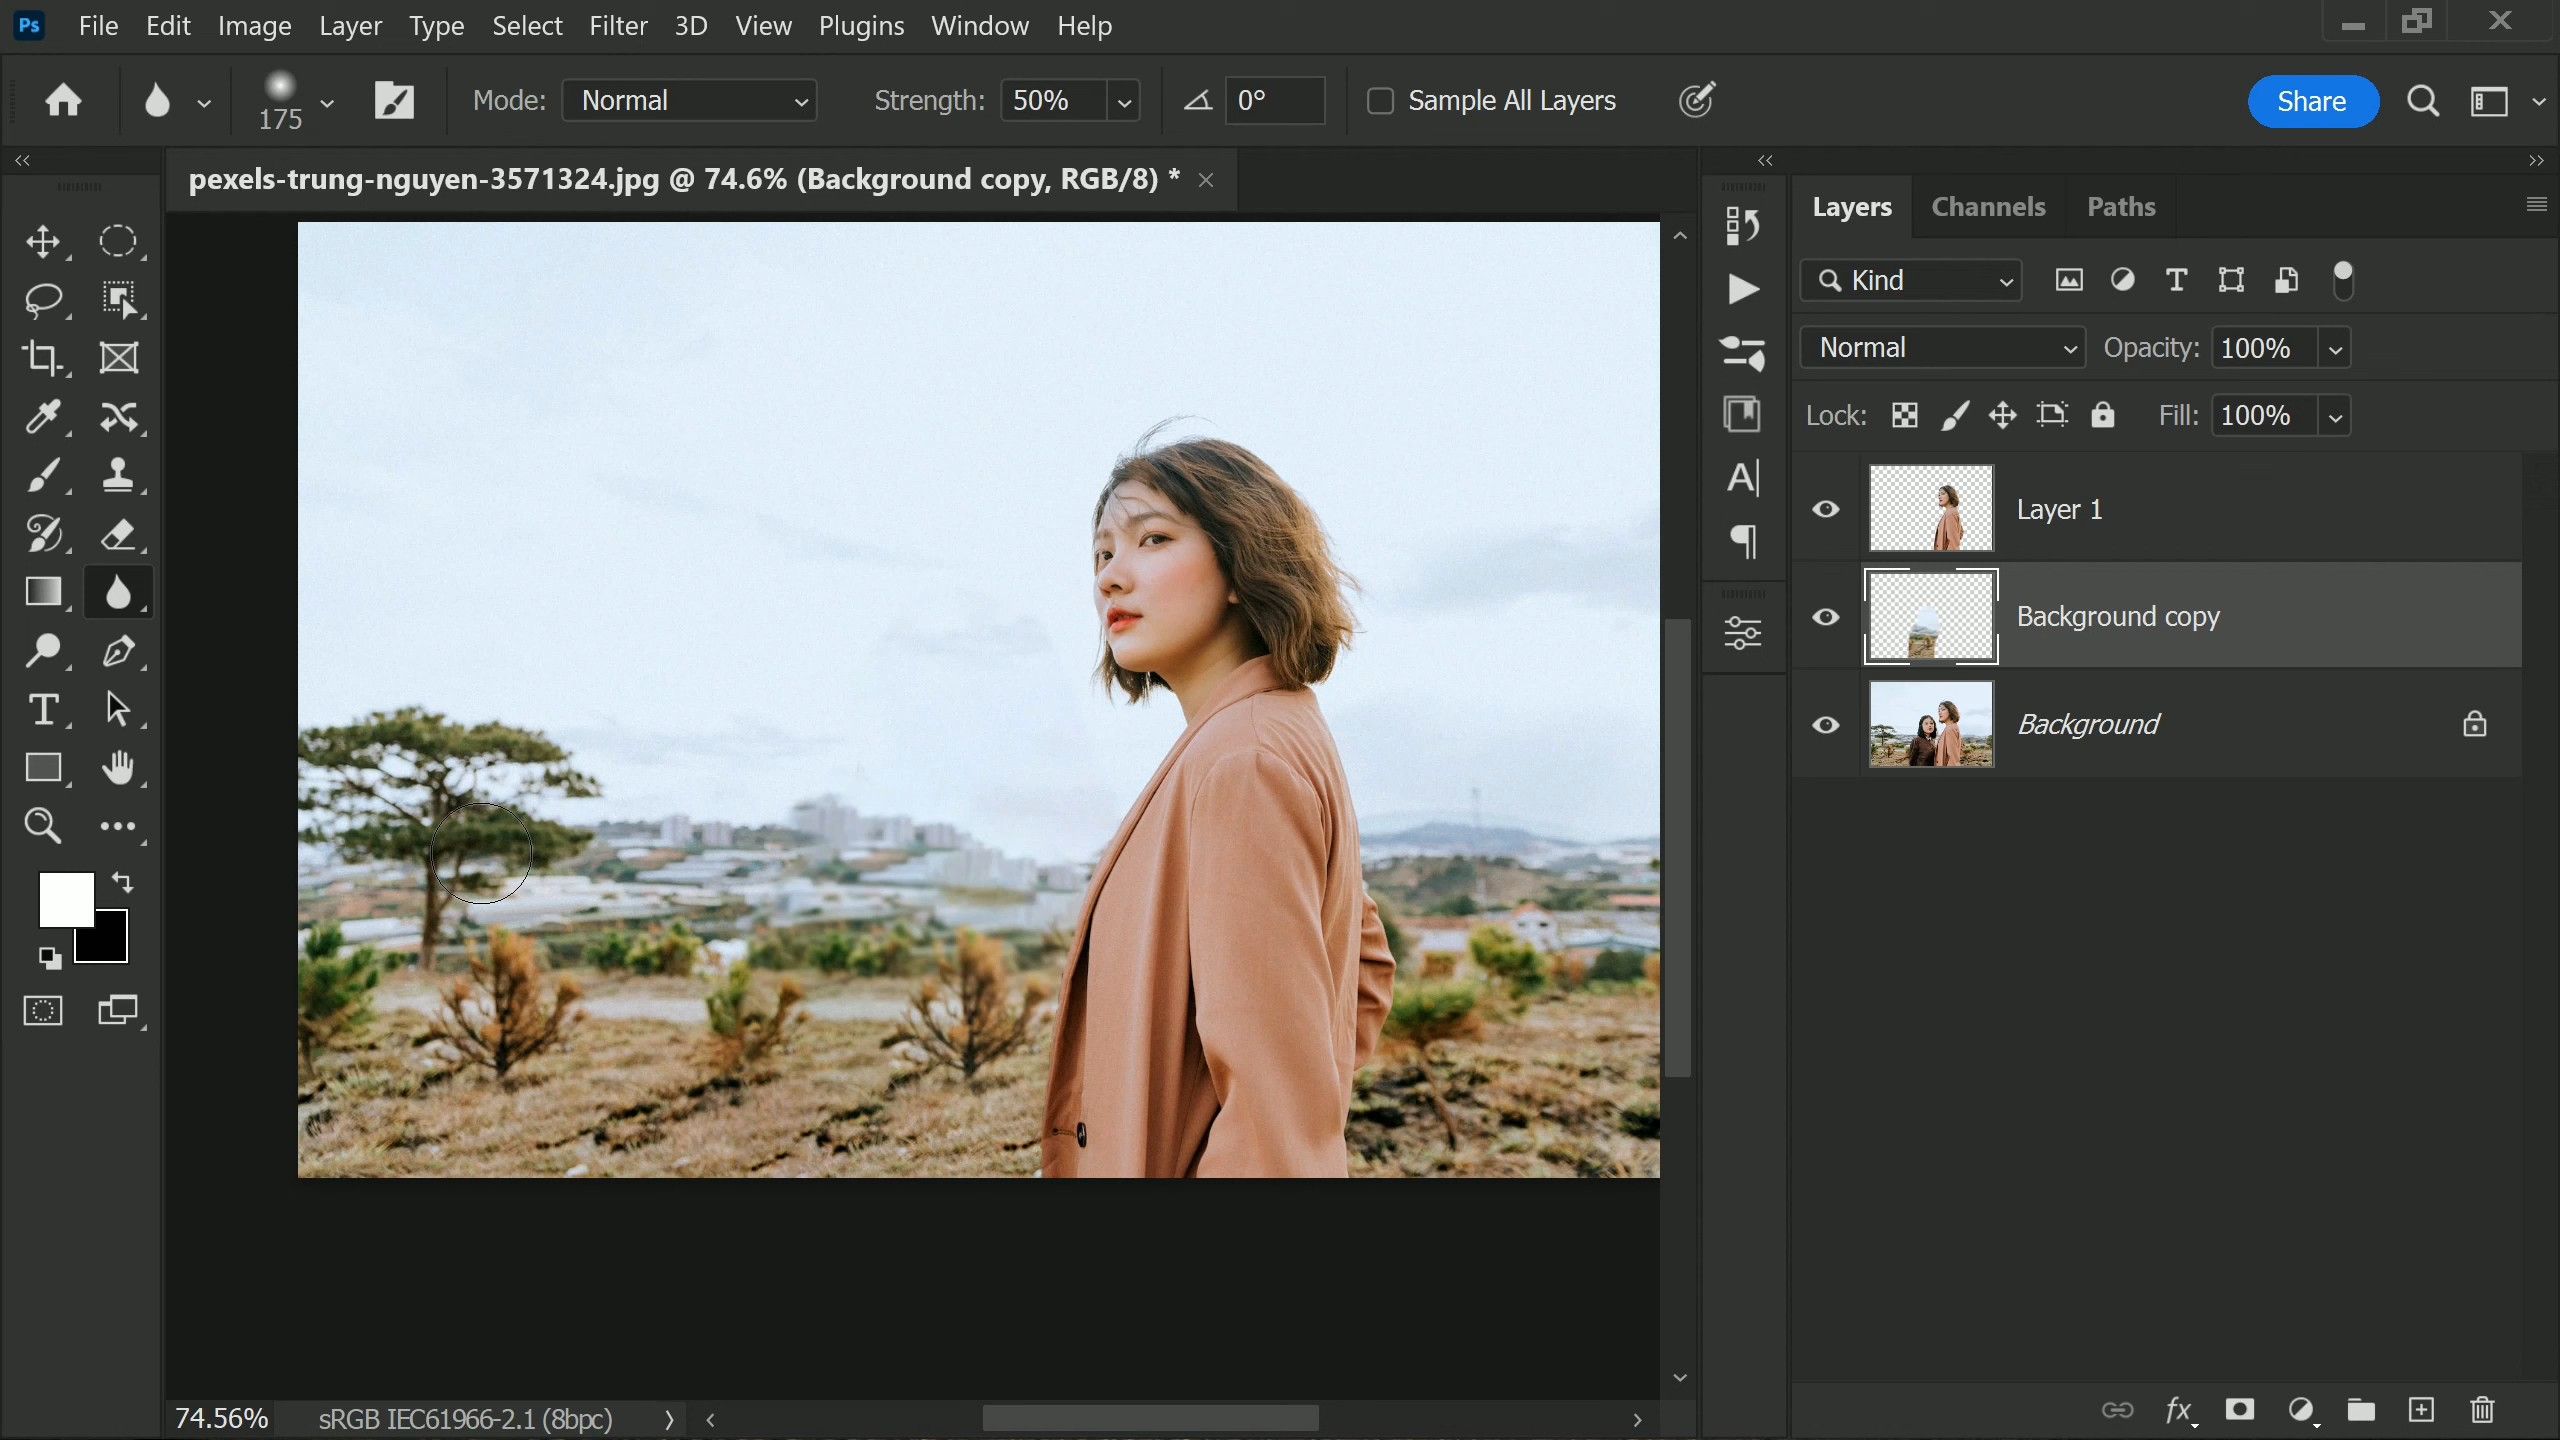 Ps File Edit Image Layer Type Select Filter 3D View Plugins Window Help
175 Mode: Normal Strength: 50% 0° Sample All Layers Share
pexels-trung-nguyen-3571324.jpg @ 74.6% (Background copy, RGB/8) *
Layers Channels Paths
Kind
Normal Opacity: 100%
Lock: Fill: 100%
Layer 1
Background copy
Background
74.56% sRGB IEC61966-2.1 (8bpc)
fx